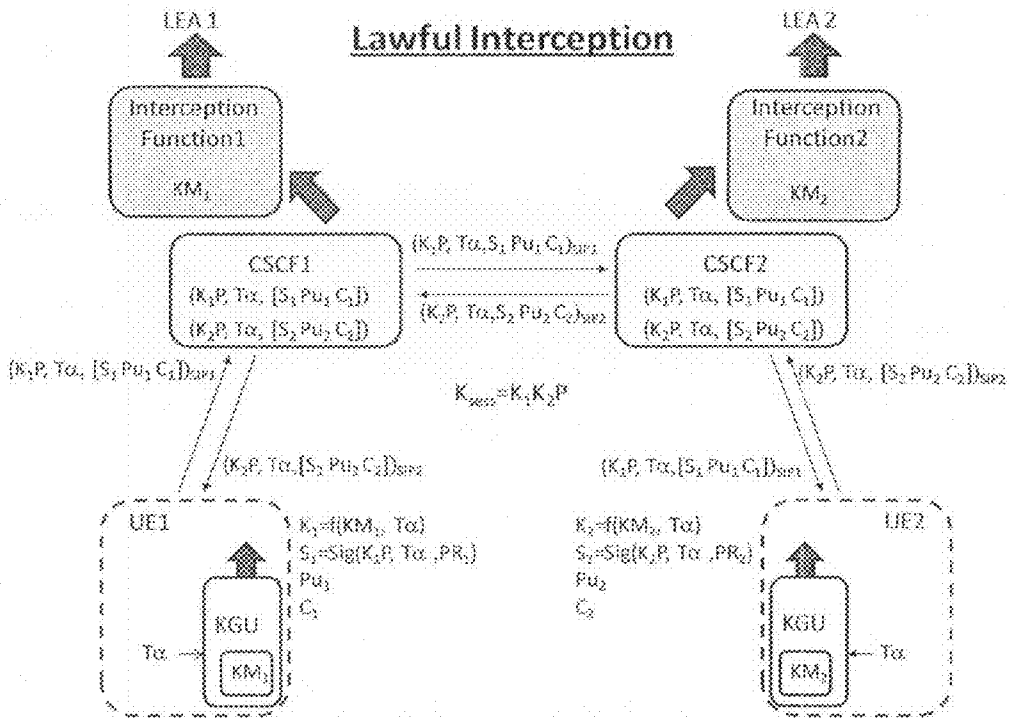 LEA 1
LEA 2
Lawful Interception
Interception
Function1
KM₁
Interception
Function2
KM₂
CSCF1
(K₁P, Tα, [S₁ Pu₁ C₁])
(K₂P, Tα, [S₂ Pu₂ C₂])
(K₁P, Tα,S₁ Pu₁ C₁)SIP1
(K₂P, Tα,S₂ Pu₂ C₂)SIP2
CSCF2
(K₁P, Tα, [S₁ Pu₁ C₁])
(K₂P, Tα, [S₂ Pu₂ C₂])
(K₁P, Tα, [S₁ Pu₁ C₁])SIP1
(K₂P, Tα, [S₂ Pu₂ C₂])SIP2
Ksess=K₁K₂P
(K₂P, Tα,[S₂ Pu₂ C₂])SIP2
(K₁P, Tα,[S₁ Pu₁ C₁])SIP1
UE1
K₁=f(KM₁, Tα)
S₁=Sig(K₁P, Tα ,PR₁)
Pu₁
C₁
KGU
Tα
KM₁
K₂=f(KM₂, Tα)
S₂=Sig(K₂P, Tα ,PR₂)
Pu₂
C₂
UE2
KGU
KM₂
Tα